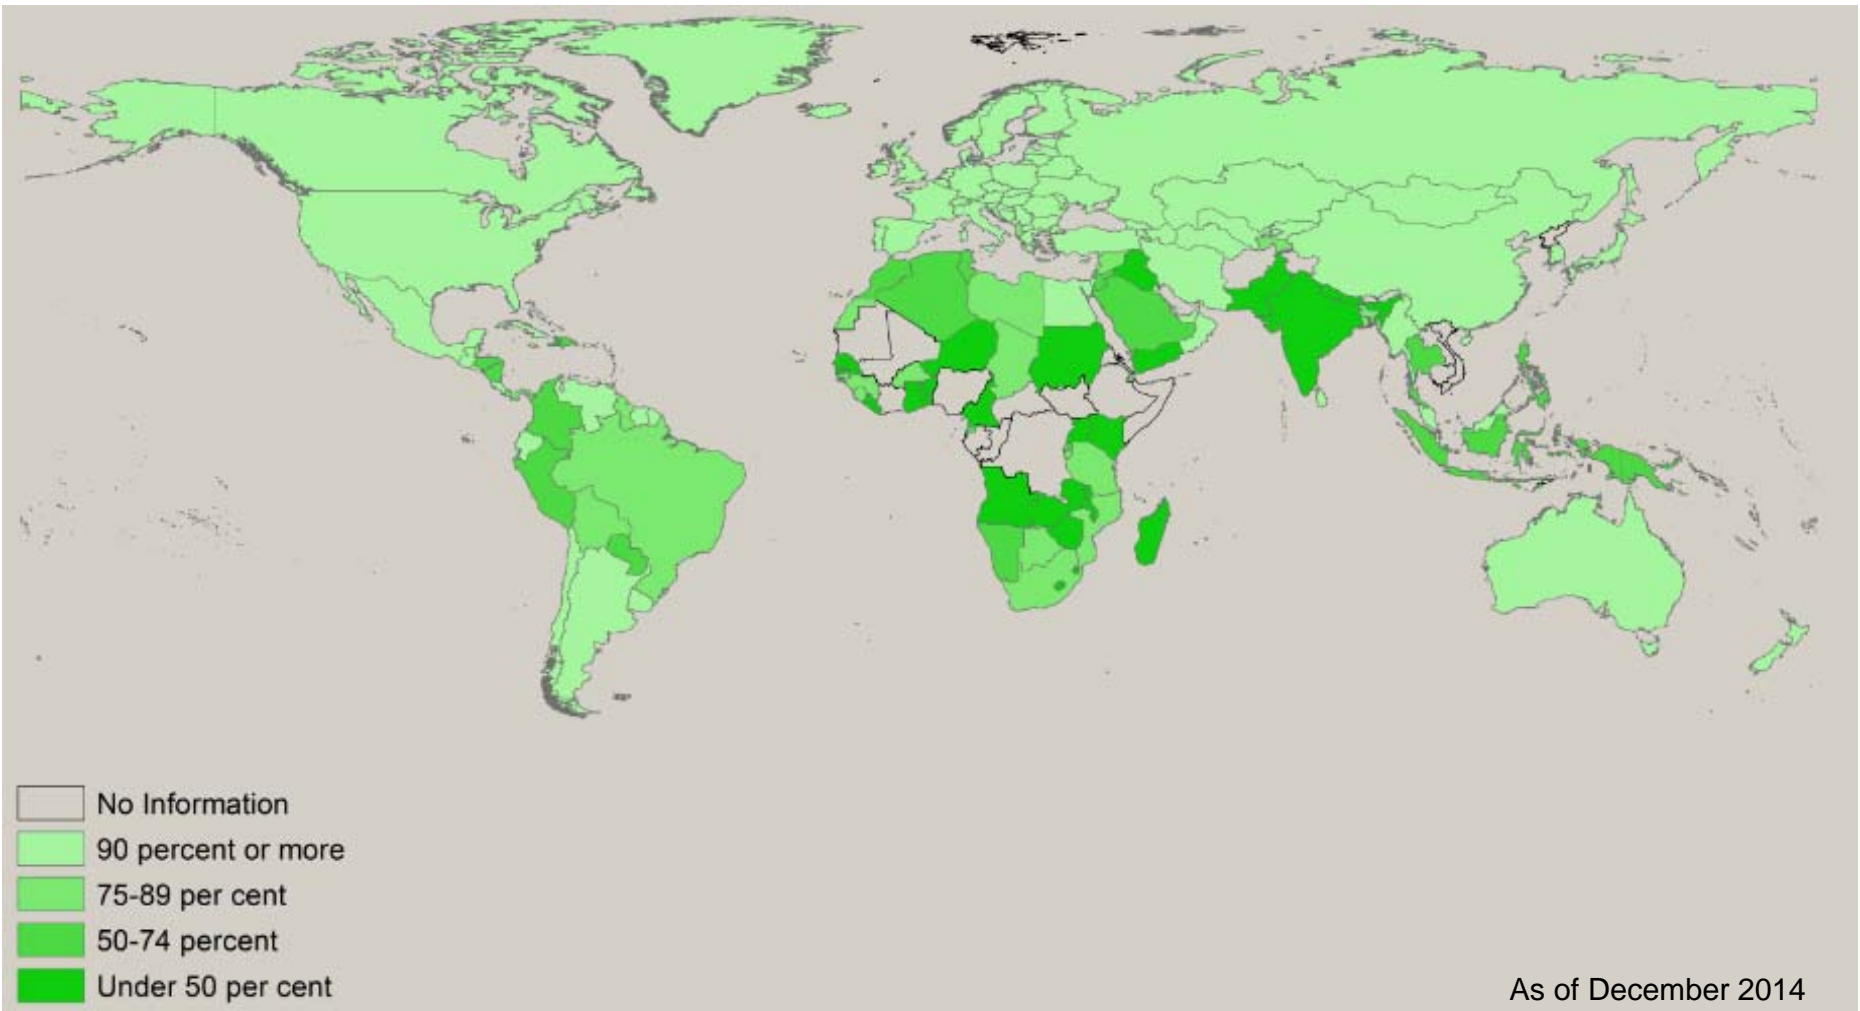 No Information
90 percent or more
75-89 per cent
50-74 percent
Under 50 per cent
As of December 2014